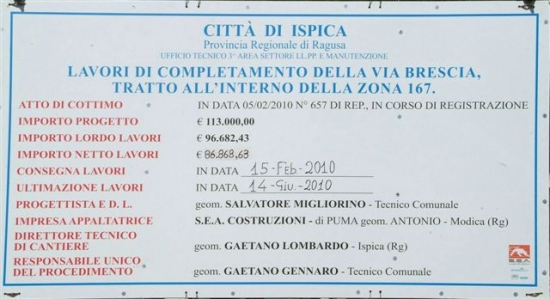 CITTÀ DI ISPICA
Provincia Regionale di Ragusa
UFFICIO TECNICO 3° AREA SETTORE LL.PP. E MANUTENZIONE
LAVORI DI COMPLETAMENTO DELLA VIA BRESCIA,
TRATTO ALL'INTERNO DELLA ZONA 167.
ATTO DI COTTIMO IN DATA 05/02/2010 N° 657 DI REP., IN CORSO DI REGISTRAZIONE
IMPORTO PROGETTO € 113.000,00
IMPORTO LORDO LAVORI € 96.682,43
IMPORTO NETTO LAVORI € 86.868,63
CONSEGNA LAVORI IN DATA 15-Feb-2010
ULTIMAZIONE LAVORI IN DATA 14-Giu-2010
PROGETTISTA E D. L. geom. SALVATORE MIGLIORINO - Tecnico Comunale
IMPRESA APPALTATRICE S.E.A. COSTRUZIONI - di PUMA geom. ANTONIO - Modica (Rg)
DIRETTORE TECNICO
DI CANTIERE geom. GAETANO LOMBARDO - Ispica (Rg)
RESPONSABILE UNICO
DEL PROCEDIMENTO geom. GAETANO GENNARO - Tecnico Comunale